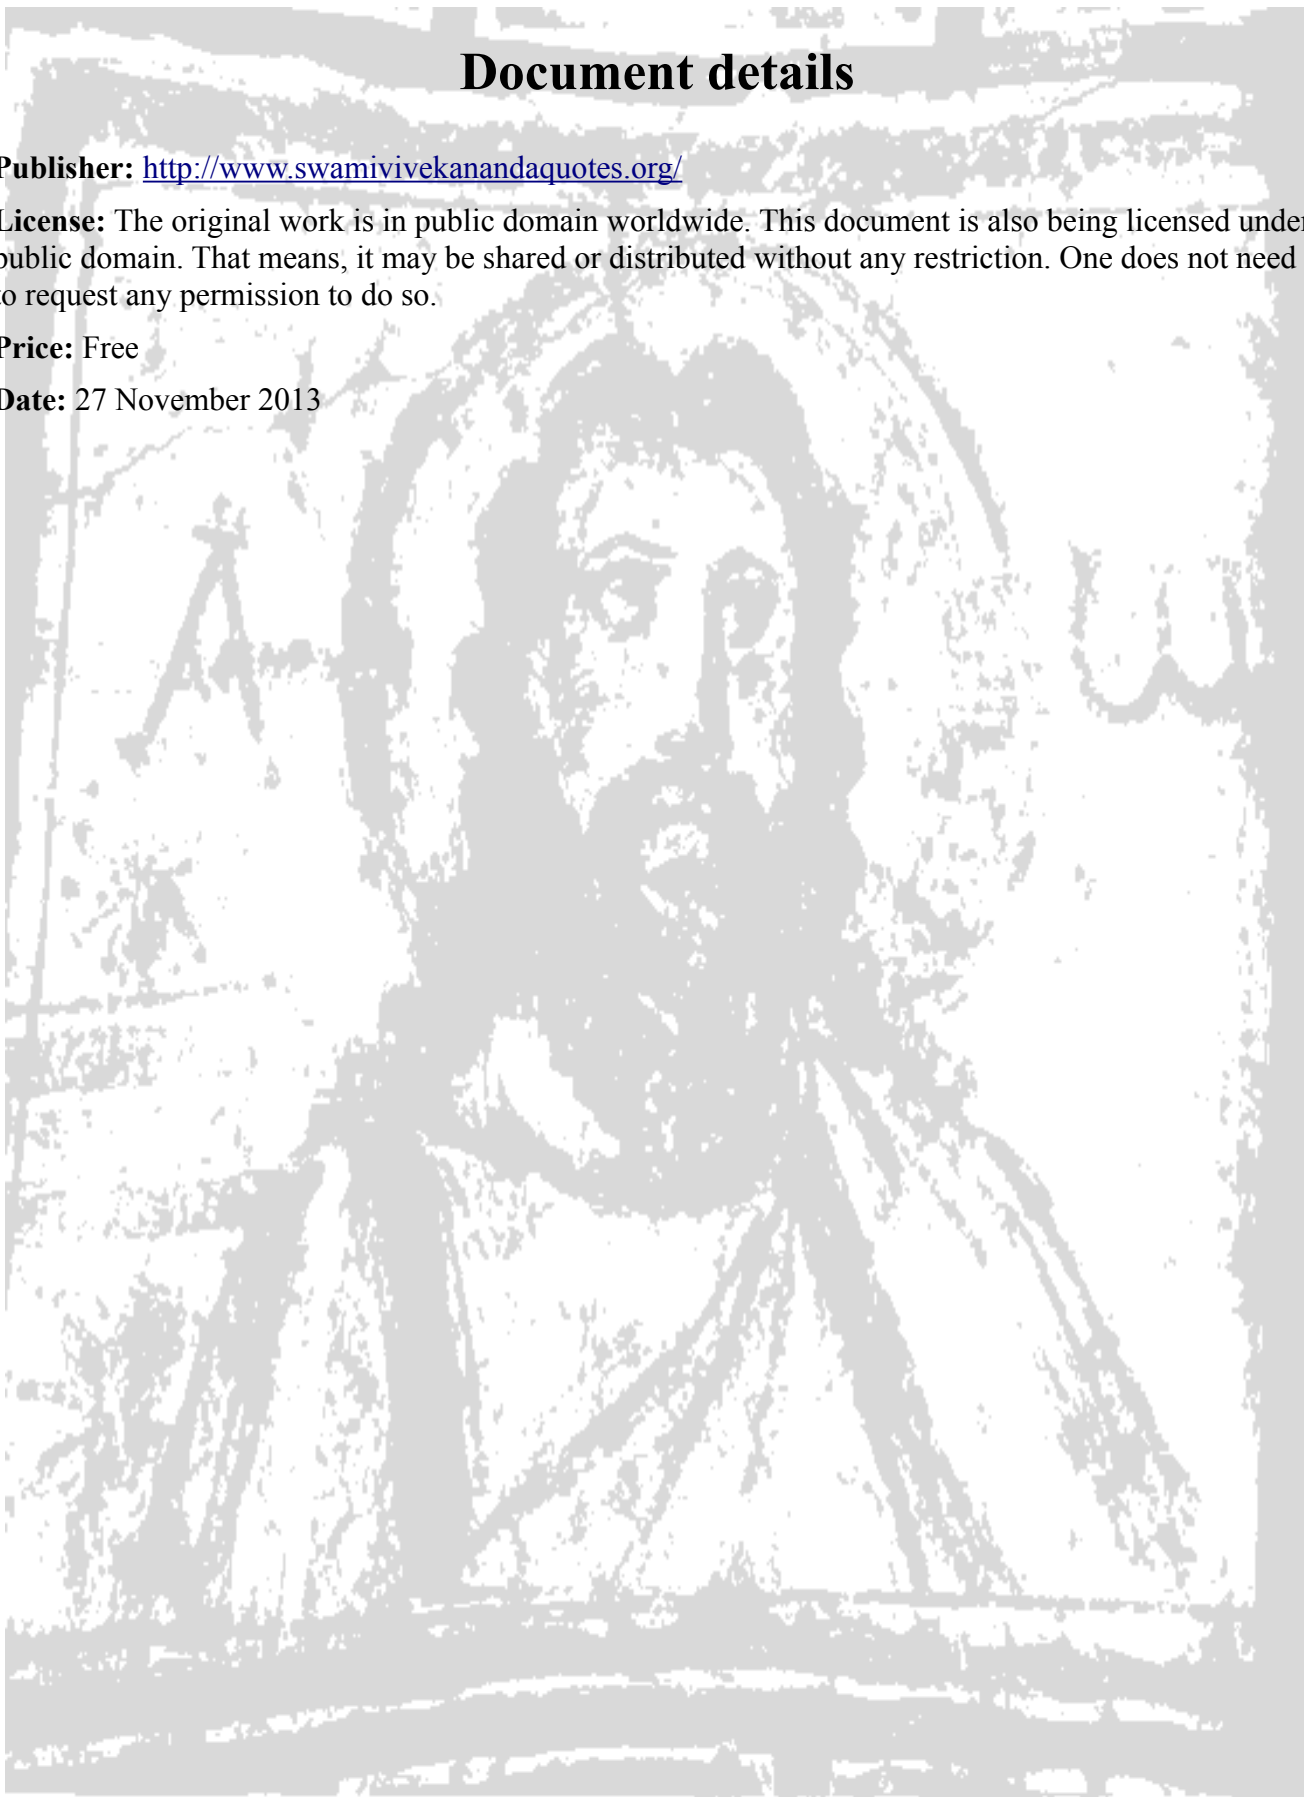 Document details
Publisher: http://www.swamivivekanandaquotes.org/
License: The original work is in public domain worldwide. This document is also being licensed under
public domain. That means, it may be shared or distributed without any restriction. One does not need
to request any permission to do so.
Price: Free
Date: 27 November 2013
Α
ω